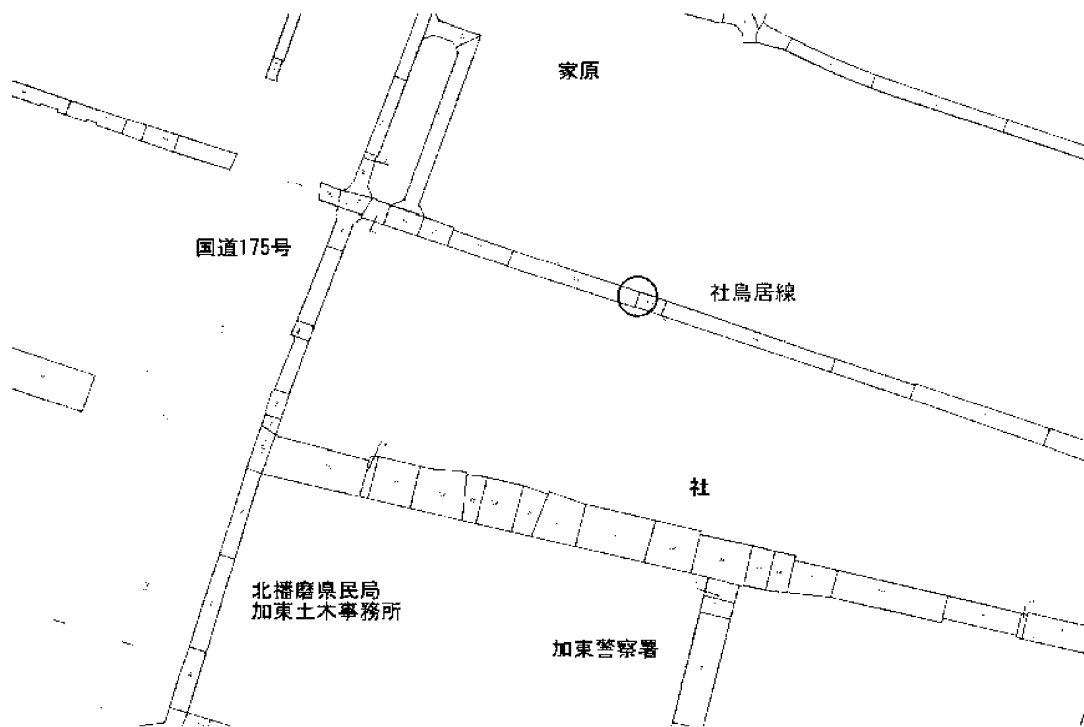 家原
国道175号
社鳥居線
社
北播磨県民局
加東土木事務所
加東警察署